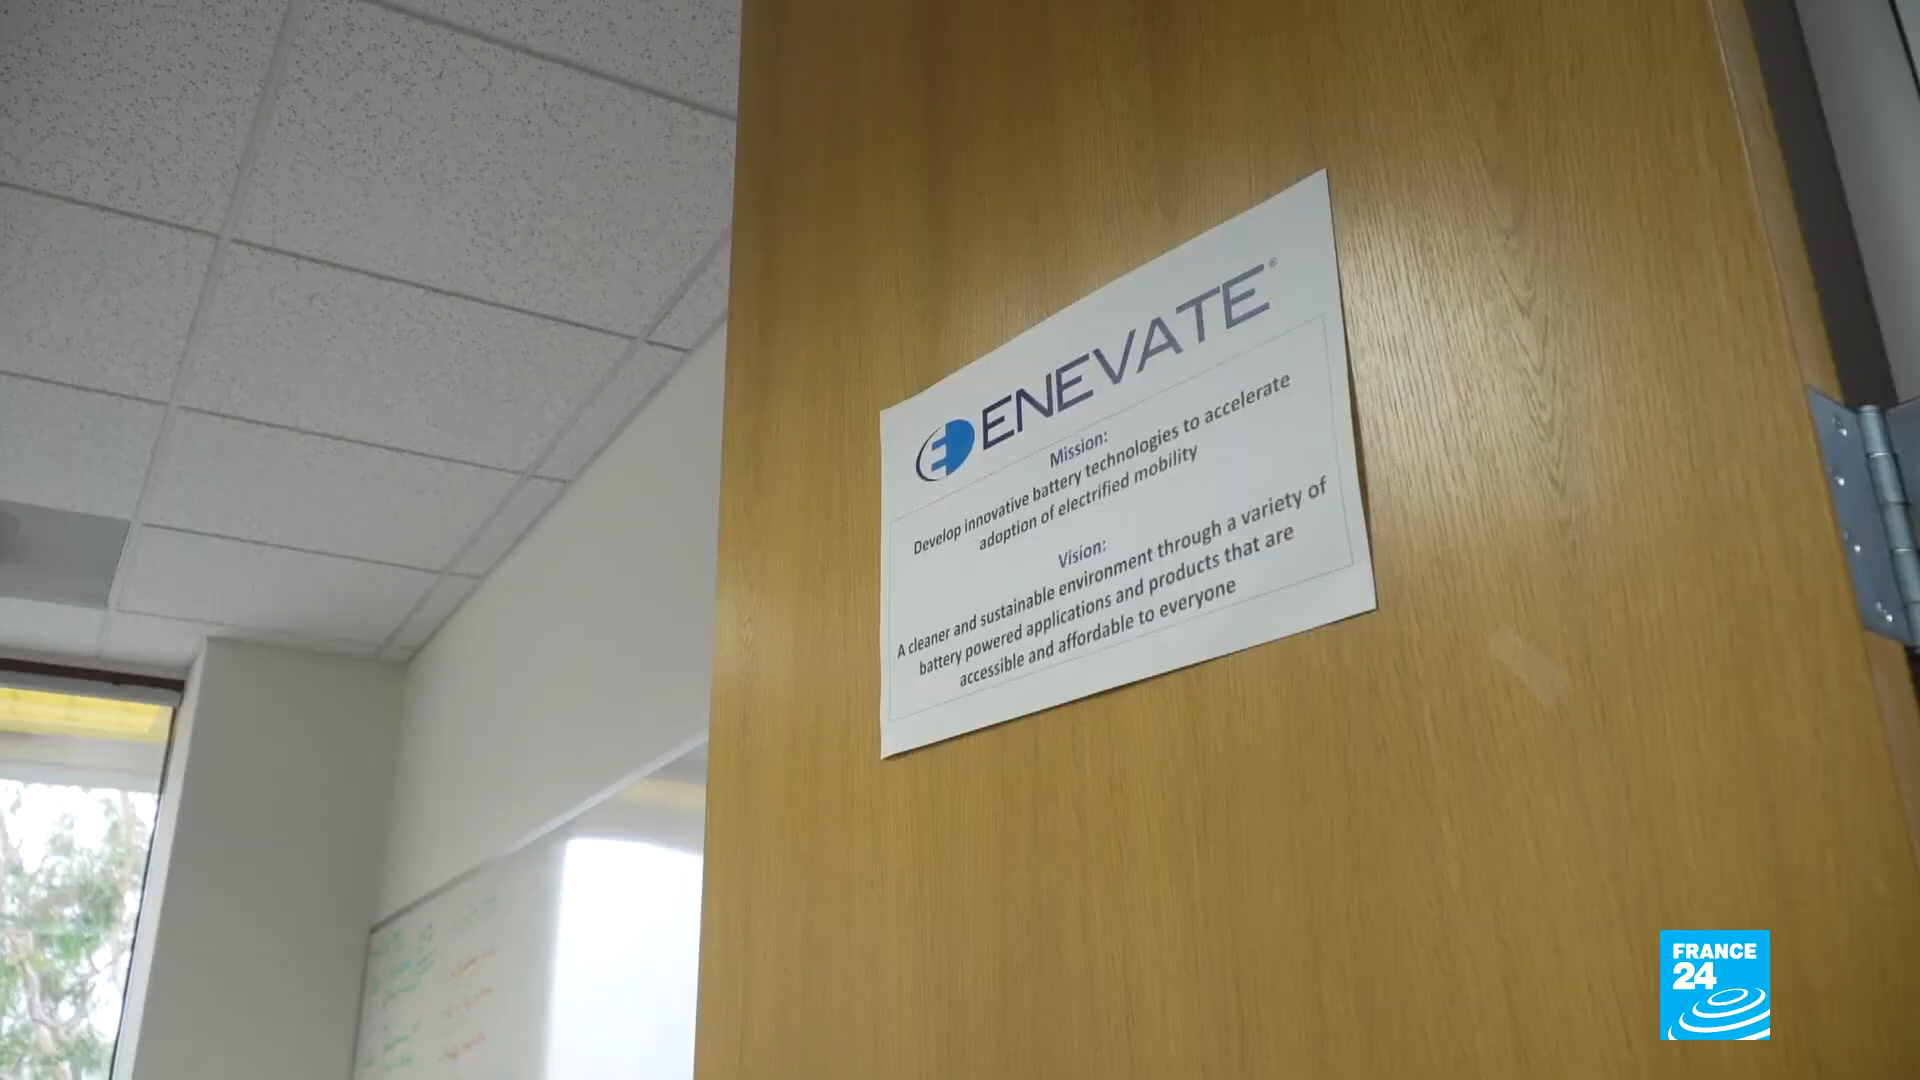 ENEVATE®
Mission:
Develop innovative battery technologies to accelerate
adoption of electrified mobility
Vision:
A cleaner and sustainable environment through a variety of
battery powered applications and products that are
accessible and affordable to everyone
FRANCE
24